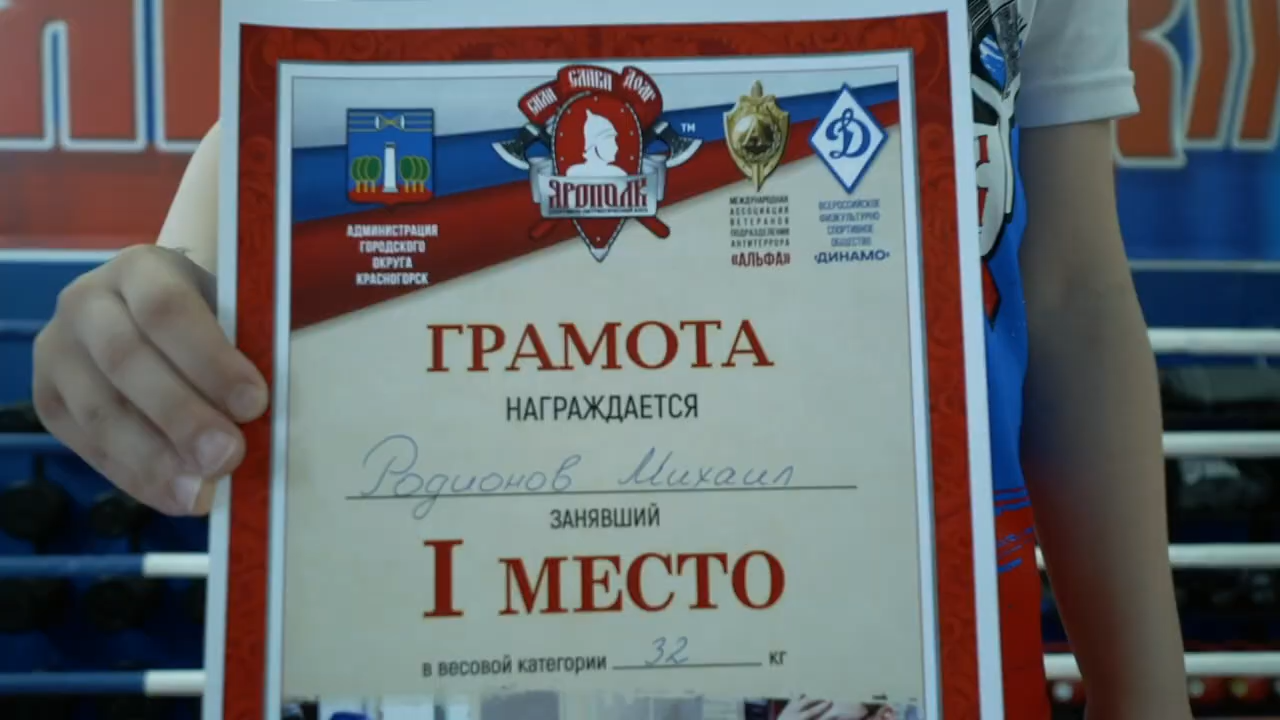 СИЛА СЛАВА ДОЛГ
TM
ЯРОПОЛК
АДМИНИСТРАЦИЯ
ГОРОДСКОГО
ОКРУГА
КРАСНОГОРСК
МЕЖДУНАРОДНАЯ
АССОЦИАЦИЯ
ВЕТЕРАНОВ
ПОДРАЗДЕЛЕНИЯ
АНТИТЕРРОРА
«АЛЬФА»
Д
ВСЕРОССИЙСКОЕ
ФИЗКУЛЬТУРНО
СПОРТИВНОЕ
ОБЩЕСТВО
«ДИНАМО»
ГРАМОТА
НАГРАЖДАЕТСЯ
Родионов Михаил
ЗАНЯВШИЙ
I МЕСТО
в весовой категории 32 кг